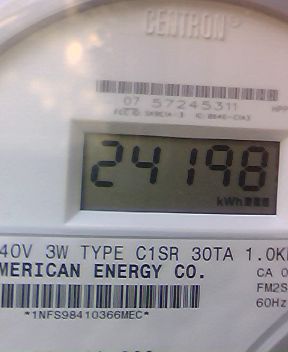 CENTRON®
07 57245311
24198
kWh
40V 3W TYPE C1SR 30TA 1.0K
MERICAN ENERGY CO.
CA 0
FM2S
60Hz
*1NFS98410366MEC*